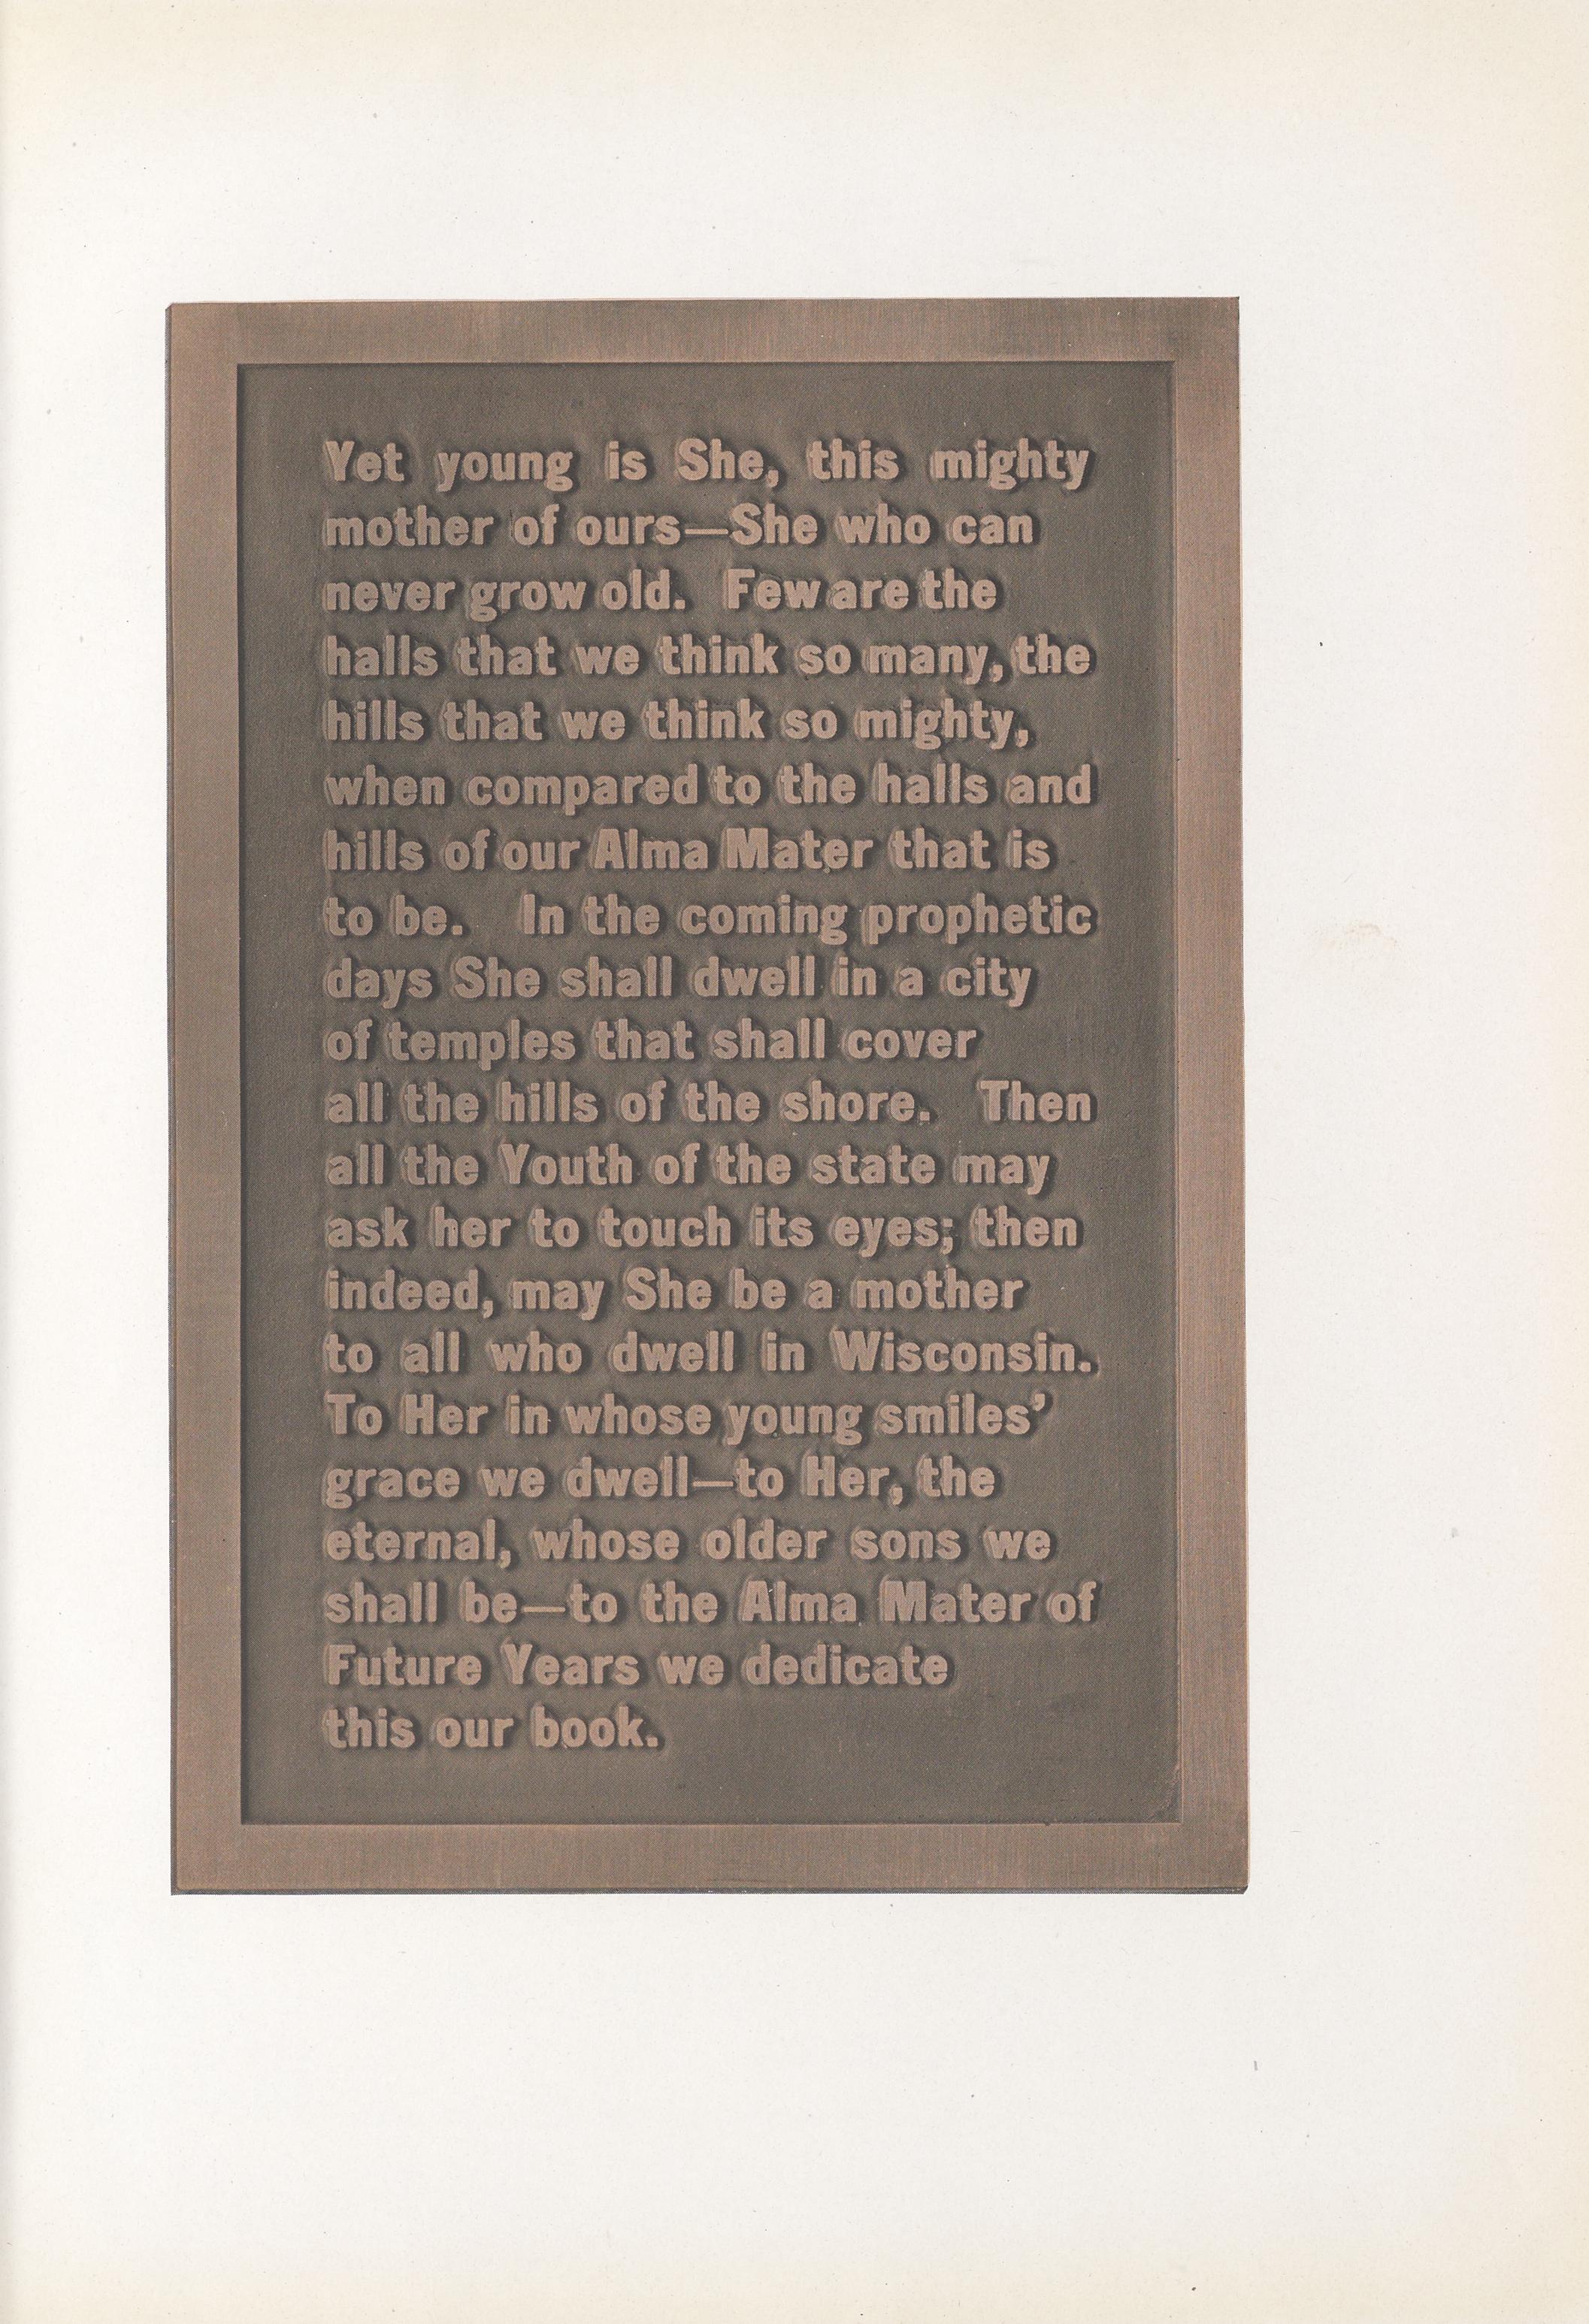 Yet young is She, this mighty
mother of ours—She who can
never grow old. Few are the
halls that we think so many, the
hills that we think so mighty,
when compared to the halls and
hills of our Alma Mater that is
to be. In the coming prophetic
days She shall dwell in a city
of temples that shall cover
all the hills of the shore. Then
all the Youth of the state may
ask her to touch its eyes; then
indeed, may She be a mother
to all who dwell in Wisconsin.
To Her in whose young smiles’
grace we dwell—to Her, the
eternal, whose older sons we
shall be—to the Alma Mater of
Future Years we dedicate
this our book.